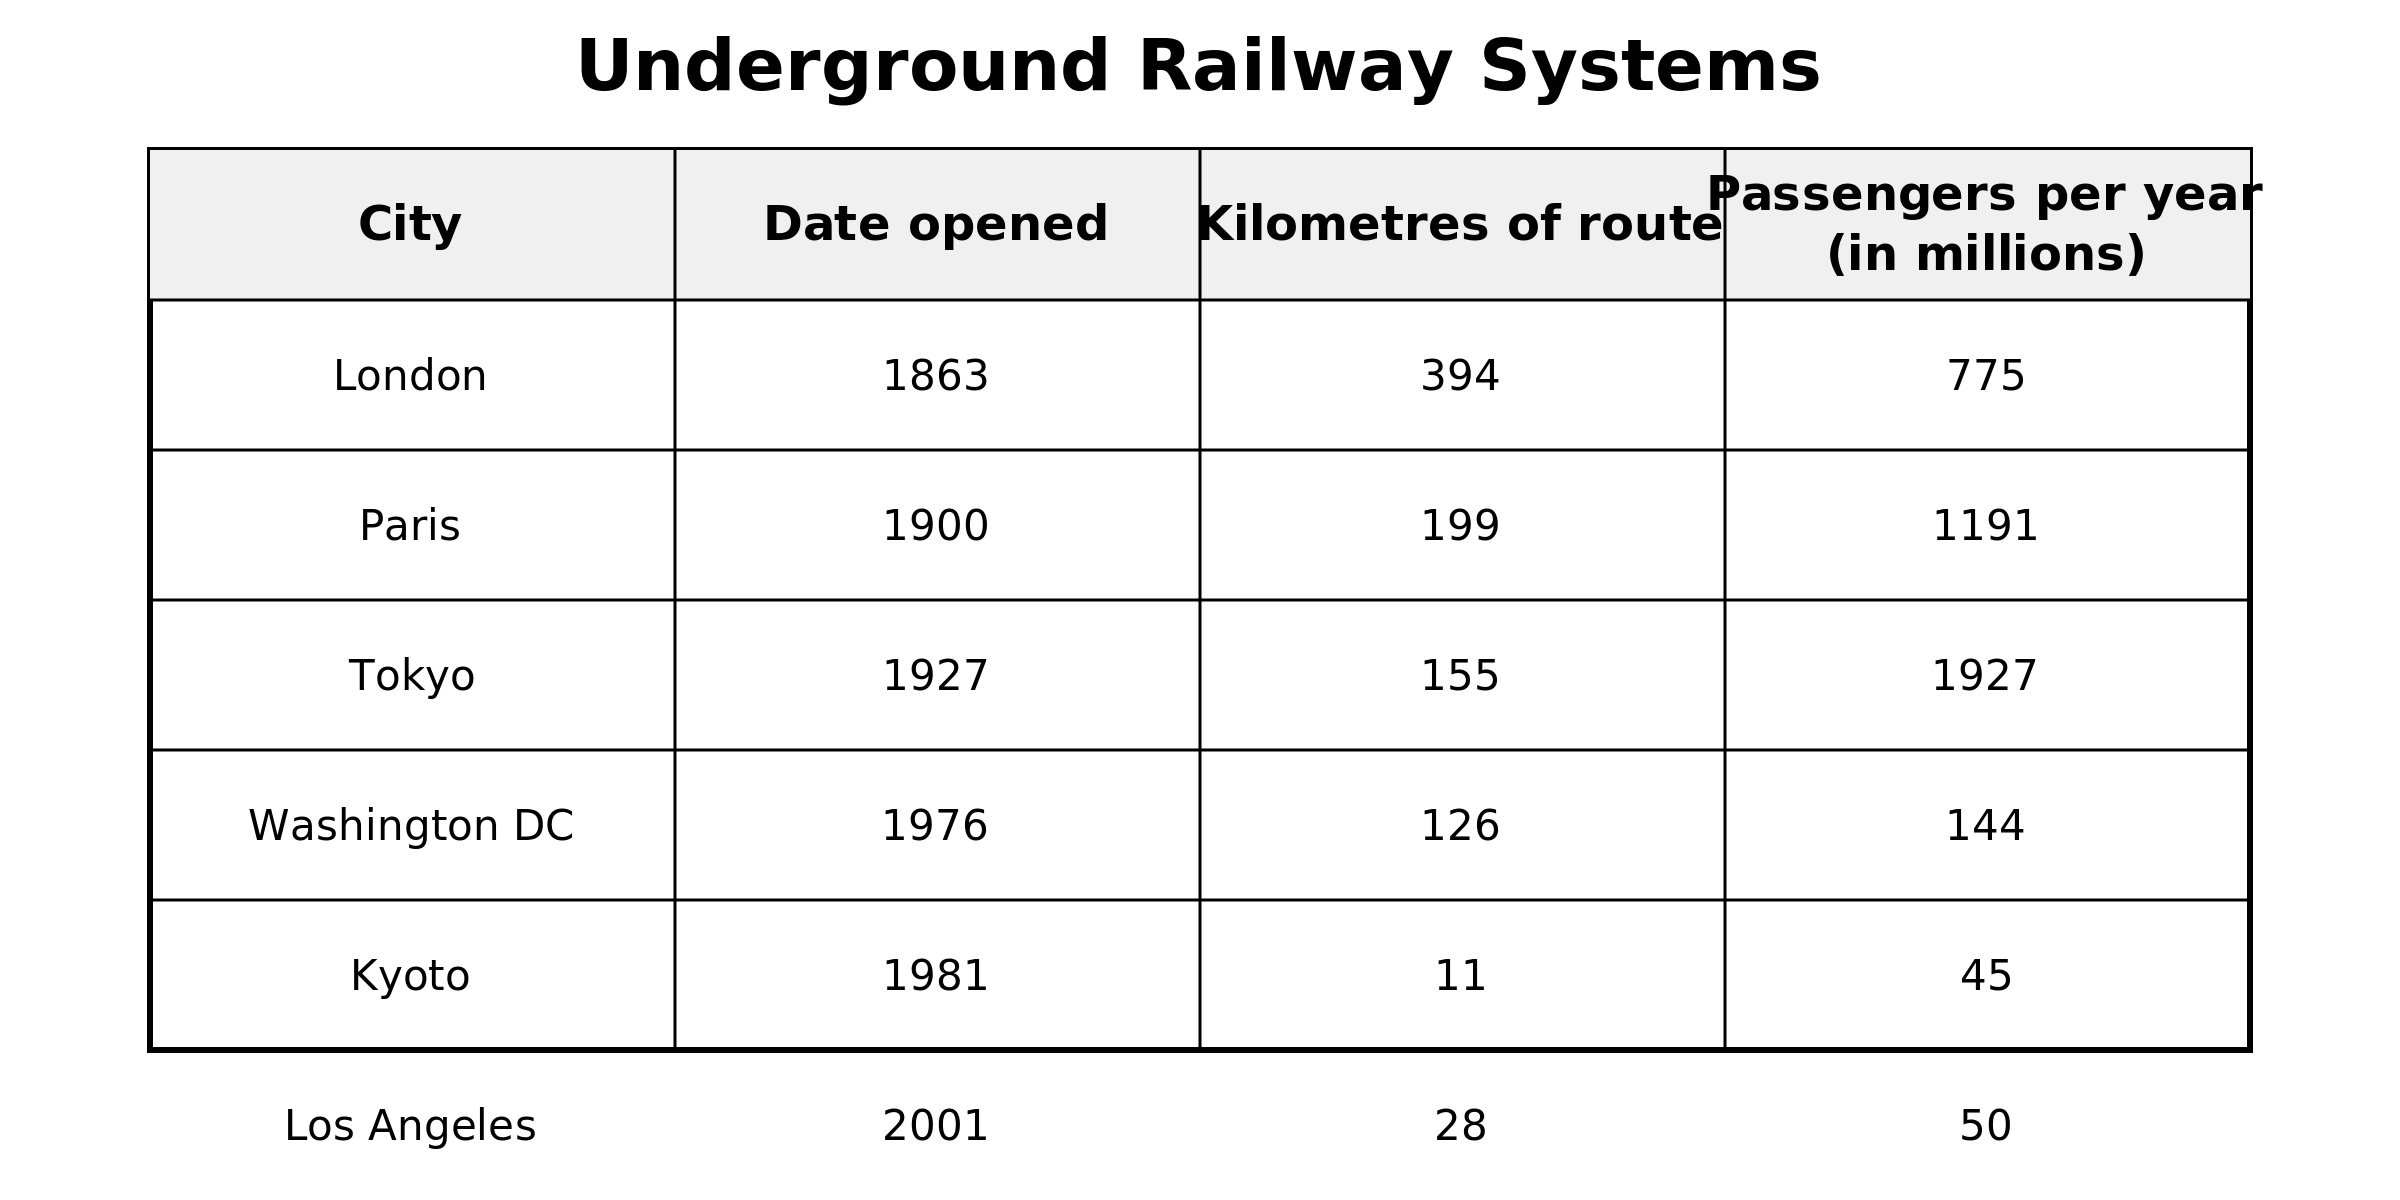 Underground Railway Systems
City Date opened Kilometres of route Passengers per year
(in millions)
London 1863 394 775
Paris 1900 199 1191
Tokyo 1927 155 1927
Washington DC 1976 126 144
Kyoto 1981 11 45
Los Angeles 2001 28 50